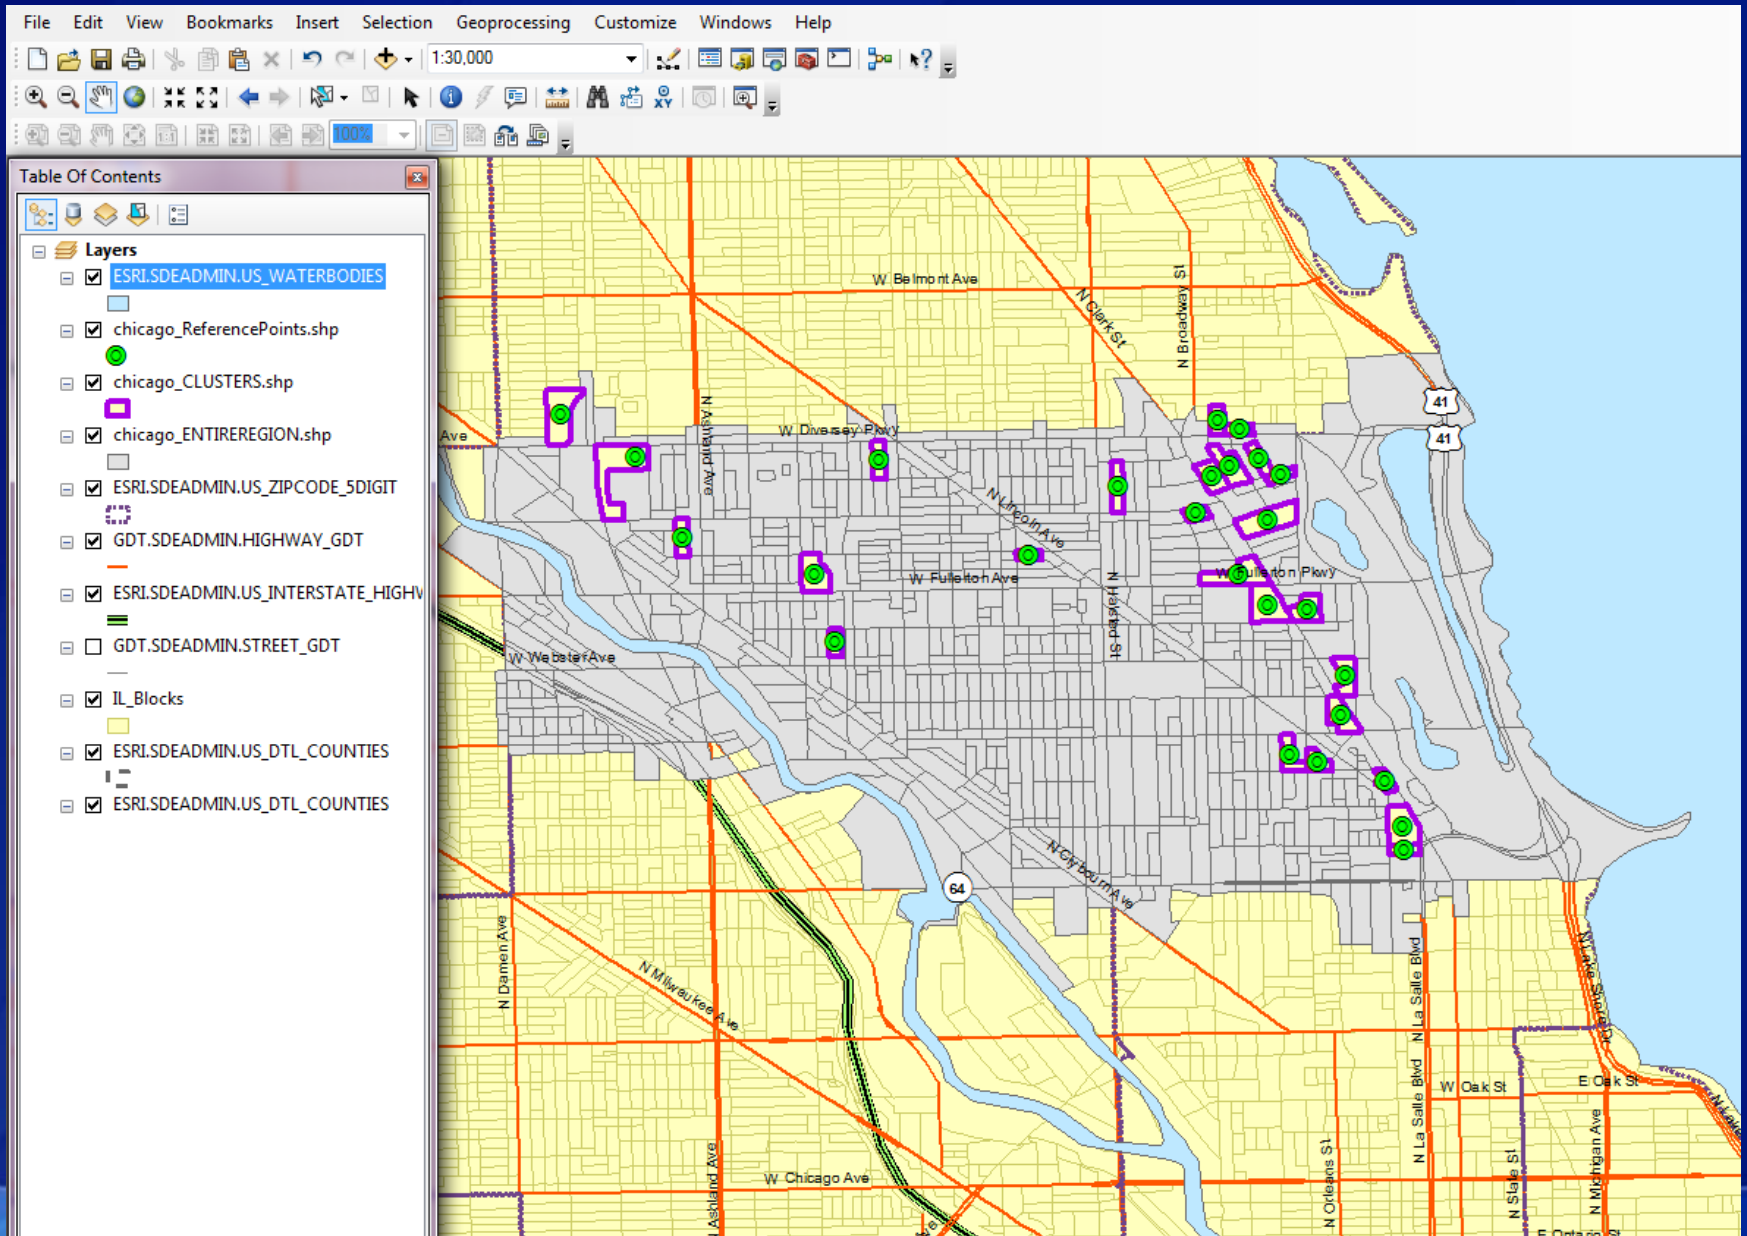 File Edit View Bookmarks Insert Selection Geoprocessing Customize Windows Help
1:30,000
XY
1:1 100%
Table Of Contents
Layers
ESRI.SDEADMIN.US_WATERBODIES
chicago_ReferencePoints.shp
chicago_CLUSTERS.shp
chicago_ENTIREREGION.shp
ESRI.SDEADMIN.US_ZIPCODE_5DIGIT
GDT.SDEADMIN.HIGHWAY_GDT
ESRI.SDEADMIN.US_INTERSTATE_HIGHW
GDT.SDEADMIN.STREET_GDT
IL_Blocks
ESRI.SDEADMIN.US_DTL_COUNTIES
ESRI.SDEADMIN.US_DTL_COUNTIES
W Belmont Ave
N Clark St
N Broadway St
41
41
Ave
N Ashland Ave
W Diversey Pkwy
N Lincoln Ave
W Fullerton Ave
W Fullerton Pkwy
N Halsted St
W Webster Ave
64
N Clybourn Ave
N Damen Ave
N Milwaukee Ave
N La Salle Blvd
N Lake Shore Dr
N La Salle Blvd
W Oak St
E Oak St
N Lake
N Michigan Ave
N Orleans St
N State St
W Chicago Ave
Ashland Ave
Ave
E Ontario St